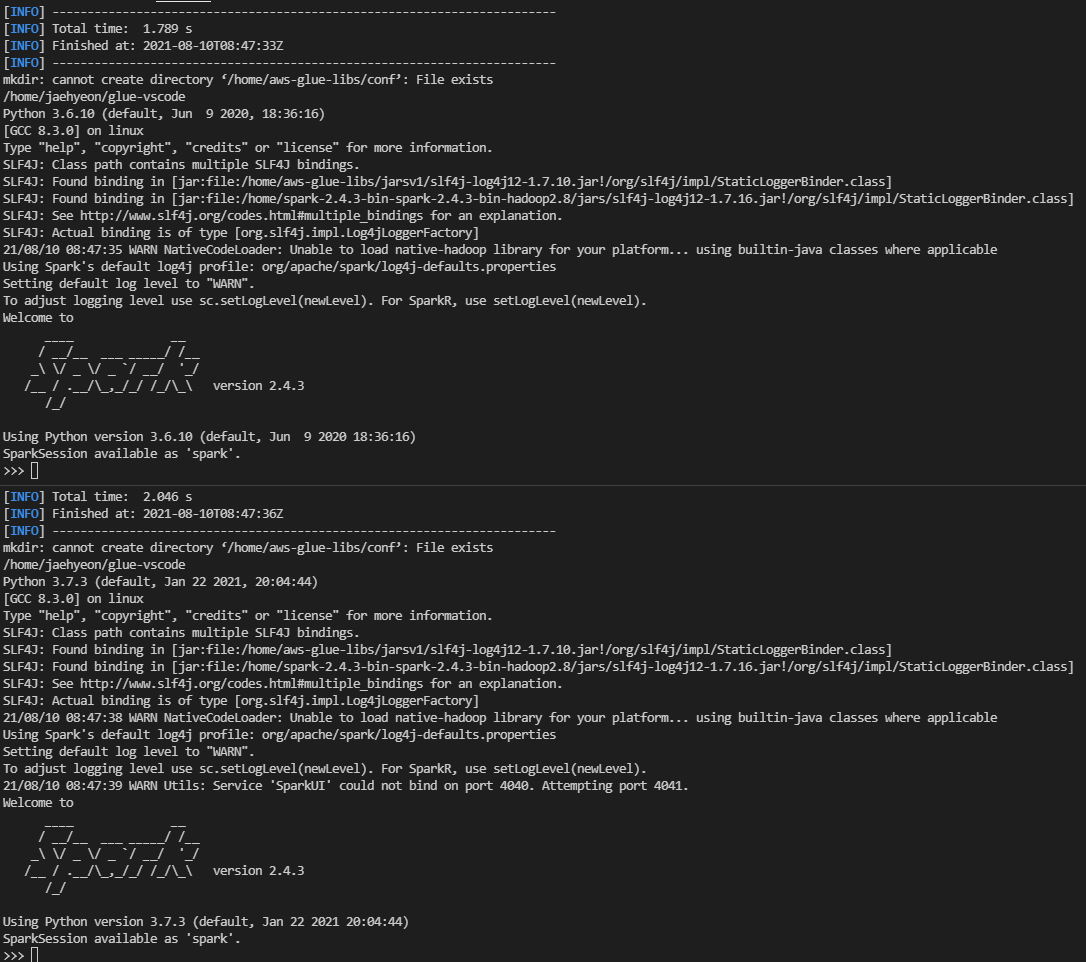 [INFO] ------------------------------------------------------------------------
[INFO] Total time:  1.789 s
[INFO] Finished at: 2021-08-10T08:47:33Z
[INFO] ------------------------------------------------------------------------
mkdir: cannot create directory ‘/home/aws-glue-libs/conf’: File exists
/home/jaehyeon/glue-vscode
Python 3.6.10 (default, Jun  9 2020, 18:36:16)
[GCC 8.3.0] on linux
Type "help", "copyright", "credits" or "license" for more information.
SLF4J: Class path contains multiple SLF4J bindings.
SLF4J: Found binding in [jar:file:/home/aws-glue-libs/jarsv1/slf4j-log4j12-1.7.10.jar!/org/slf4j/impl/StaticLoggerBinder.class]
SLF4J: Found binding in [jar:file:/home/spark-2.4.3-bin-spark-2.4.3-bin-hadoop2.8/jars/slf4j-log4j12-1.7.16.jar!/org/slf4j/impl/StaticLoggerBinder.class]
SLF4J: See http://www.slf4j.org/codes.html#multiple_bindings for an explanation.
SLF4J: Actual binding is of type [org.slf4j.impl.Log4jLoggerFactory]
21/08/10 08:47:35 WARN NativeCodeLoader: Unable to load native-hadoop library for your platform... using builtin-java classes where applicable
Using Spark's default log4j profile: org/apache/spark/log4j-defaults.properties
Setting default log level to "WARN".
To adjust logging level use sc.setLogLevel(newLevel). For SparkR, use setLogLevel(newLevel).
Welcome to
      ____              __
     / __/__  ___ _____/ /__
    _\ \/ _ \/ _ `/ __/  '_/
   /__ / .__/\_,_/_/ /_/\_\   version 2.4.3
      /_/
Using Python version 3.6.10 (default, Jun  9 2020 18:36:16)
SparkSession available as 'spark'.
>>>
[INFO] Total time:  2.046 s
[INFO] Finished at: 2021-08-10T08:47:36Z
[INFO] ------------------------------------------------------------------------
mkdir: cannot create directory ‘/home/aws-glue-libs/conf’: File exists
/home/jaehyeon/glue-vscode
Python 3.7.3 (default, Jan 22 2021, 20:04:44)
[GCC 8.3.0] on linux
Type "help", "copyright", "credits" or "license" for more information.
SLF4J: Class path contains multiple SLF4J bindings.
SLF4J: Found binding in [jar:file:/home/aws-glue-libs/jarsv1/slf4j-log4j12-1.7.10.jar!/org/slf4j/impl/StaticLoggerBinder.class]
SLF4J: Found binding in [jar:file:/home/spark-2.4.3-bin-spark-2.4.3-bin-hadoop2.8/jars/slf4j-log4j12-1.7.16.jar!/org/slf4j/impl/StaticLoggerBinder.class]
SLF4J: See http://www.slf4j.org/codes.html#multiple_bindings for an explanation.
SLF4J: Actual binding is of type [org.slf4j.impl.Log4jLoggerFactory]
21/08/10 08:47:38 WARN NativeCodeLoader: Unable to load native-hadoop library for your platform... using builtin-java classes where applicable
Using Spark's default log4j profile: org/apache/spark/log4j-defaults.properties
Setting default log level to "WARN".
To adjust logging level use sc.setLogLevel(newLevel). For SparkR, use setLogLevel(newLevel).
21/08/10 08:47:39 WARN Utils: Service 'SparkUI' could not bind on port 4040. Attempting port 4041.
Welcome to
      ____              __
     / __/__  ___ _____/ /__
    _\ \/ _ \/ _ `/ __/  '_/
   /__ / .__/\_,_/_/ /_/\_\   version 2.4.3
      /_/
Using Python version 3.7.3 (default, Jan 22 2021 20:04:44)
SparkSession available as 'spark'.
>>>